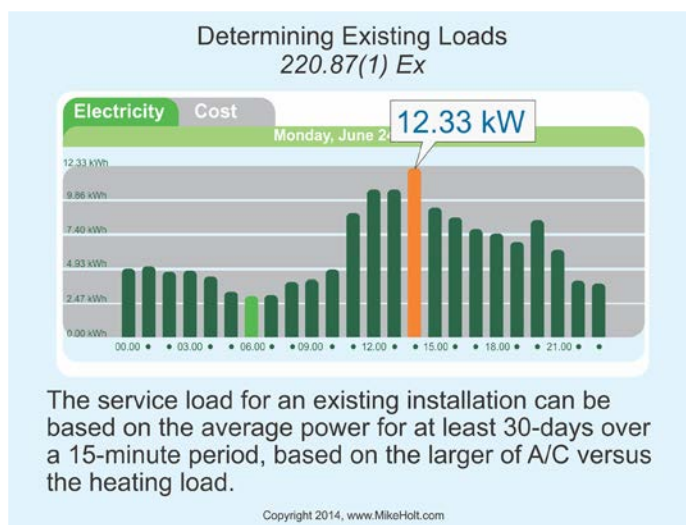 Determining Existing Loads
220.87(1) Ex
Electricity Cost
Monday, June 24
12.33 kW
12.33 kWh
9.86 kWh
7.40 kWh
4.93 kWh
2.47 kWh
0.00 kWh
00.00 • • 03.00 • • 06.00 • • 09.00 • • 12.00 • • 15.00 • • 18.00 • • 21.00 • •
The service load for an existing installation can be
based on the average power for at least 30-days over
a 15-minute period, based on the larger of A/C versus
the heating load.
Copyright 2014, www.MikeHolt.com